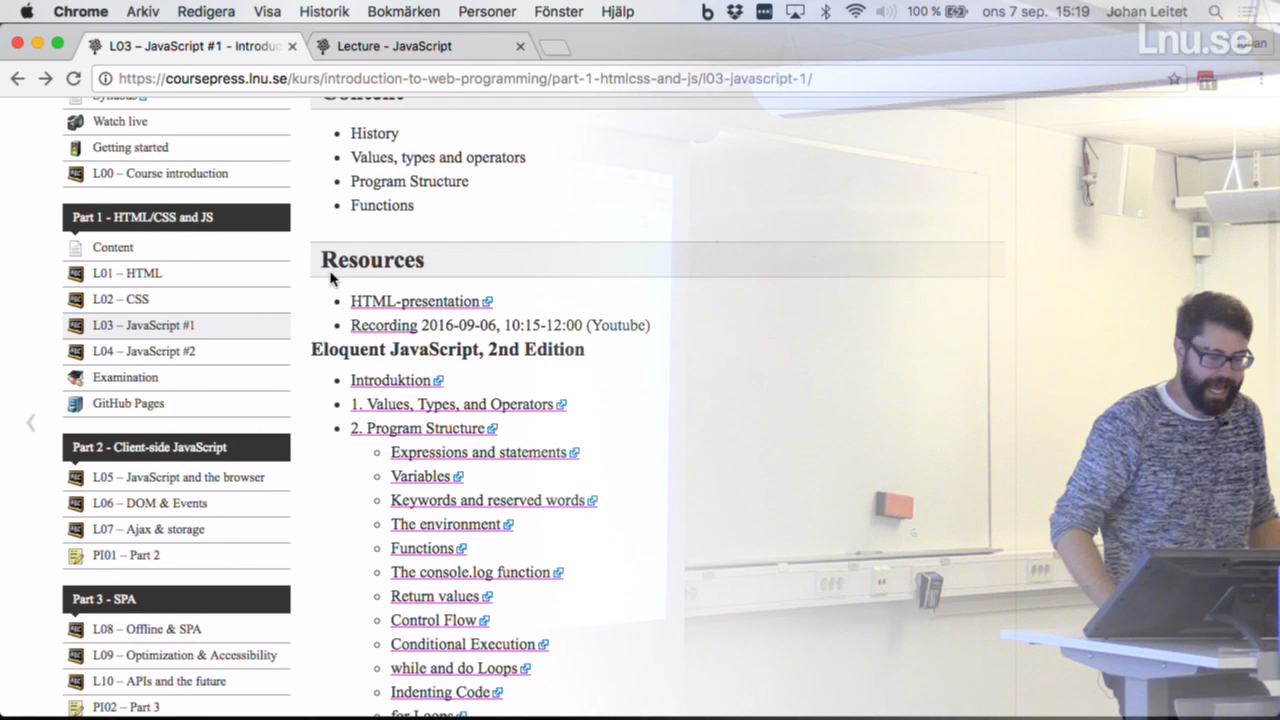 Chrome Arkiv Redigera Visa Historik Bokmärken Personer Fönster Hjälp 100 % ons 7 sep. 15:19 Johan Leitet
L03 – JavaScript #1 - Introduc
Lecture - JavaScript
Lnu.se
https://coursepress.lnu.se/kurs/introduction-to-web-programming/part-1-htmlcss-and-js/l03-javascript-1/
11
Syllabus
Watch live
Getting started
L00 – Course introduction
Part 1 - HTML/CSS and JS
Content
L01 – HTML
L02 – CSS
L03 – JavaScript #1
L04 – JavaScript #2
Examination
GitHub Pages
Part 2 - Client-side JavaScript
L05 – JavaScript and the browser
L06 – DOM & Events
L07 – Ajax & storage
PI01 – Part 2
Part 3 - SPA
L08 – Offline & SPA
L09 – Optimization & Accessibility
L10 – APIs and the future
PI02 – Part 3
Content
History
Values, types and operators
Program Structure
Functions
Resources
HTML-presentation
Recording 2016-09-06, 10:15-12:00 (Youtube)
Eloquent JavaScript, 2nd Edition
Introduktion
1. Values, Types, and Operators
2. Program Structure
Expressions and statements
Variables
Keywords and reserved words
The environment
Functions
The console.log function
Return values
Control Flow
Conditional Execution
while and do Loops
Indenting Code
for Loops